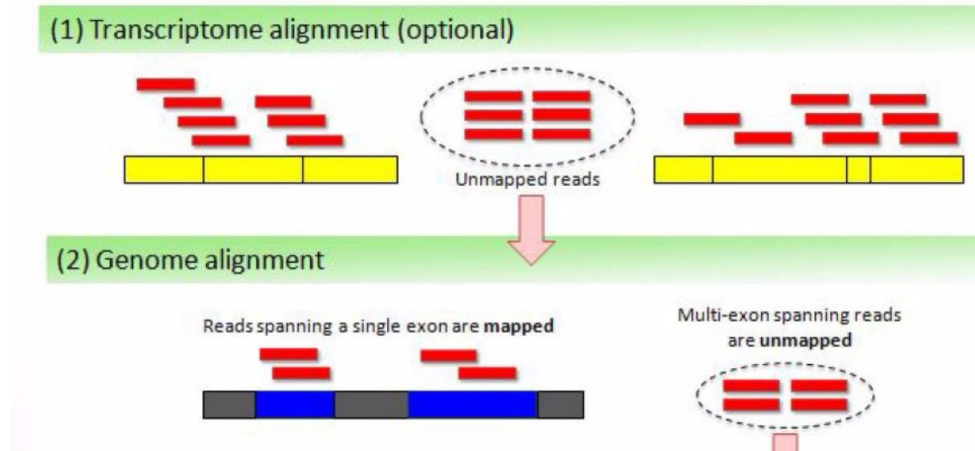 (1) Transcriptome alignment (optional)
Unmapped reads
(2) Genome alignment
Reads spanning a single exon are mapped
Multi-exon spanning reads
are unmapped